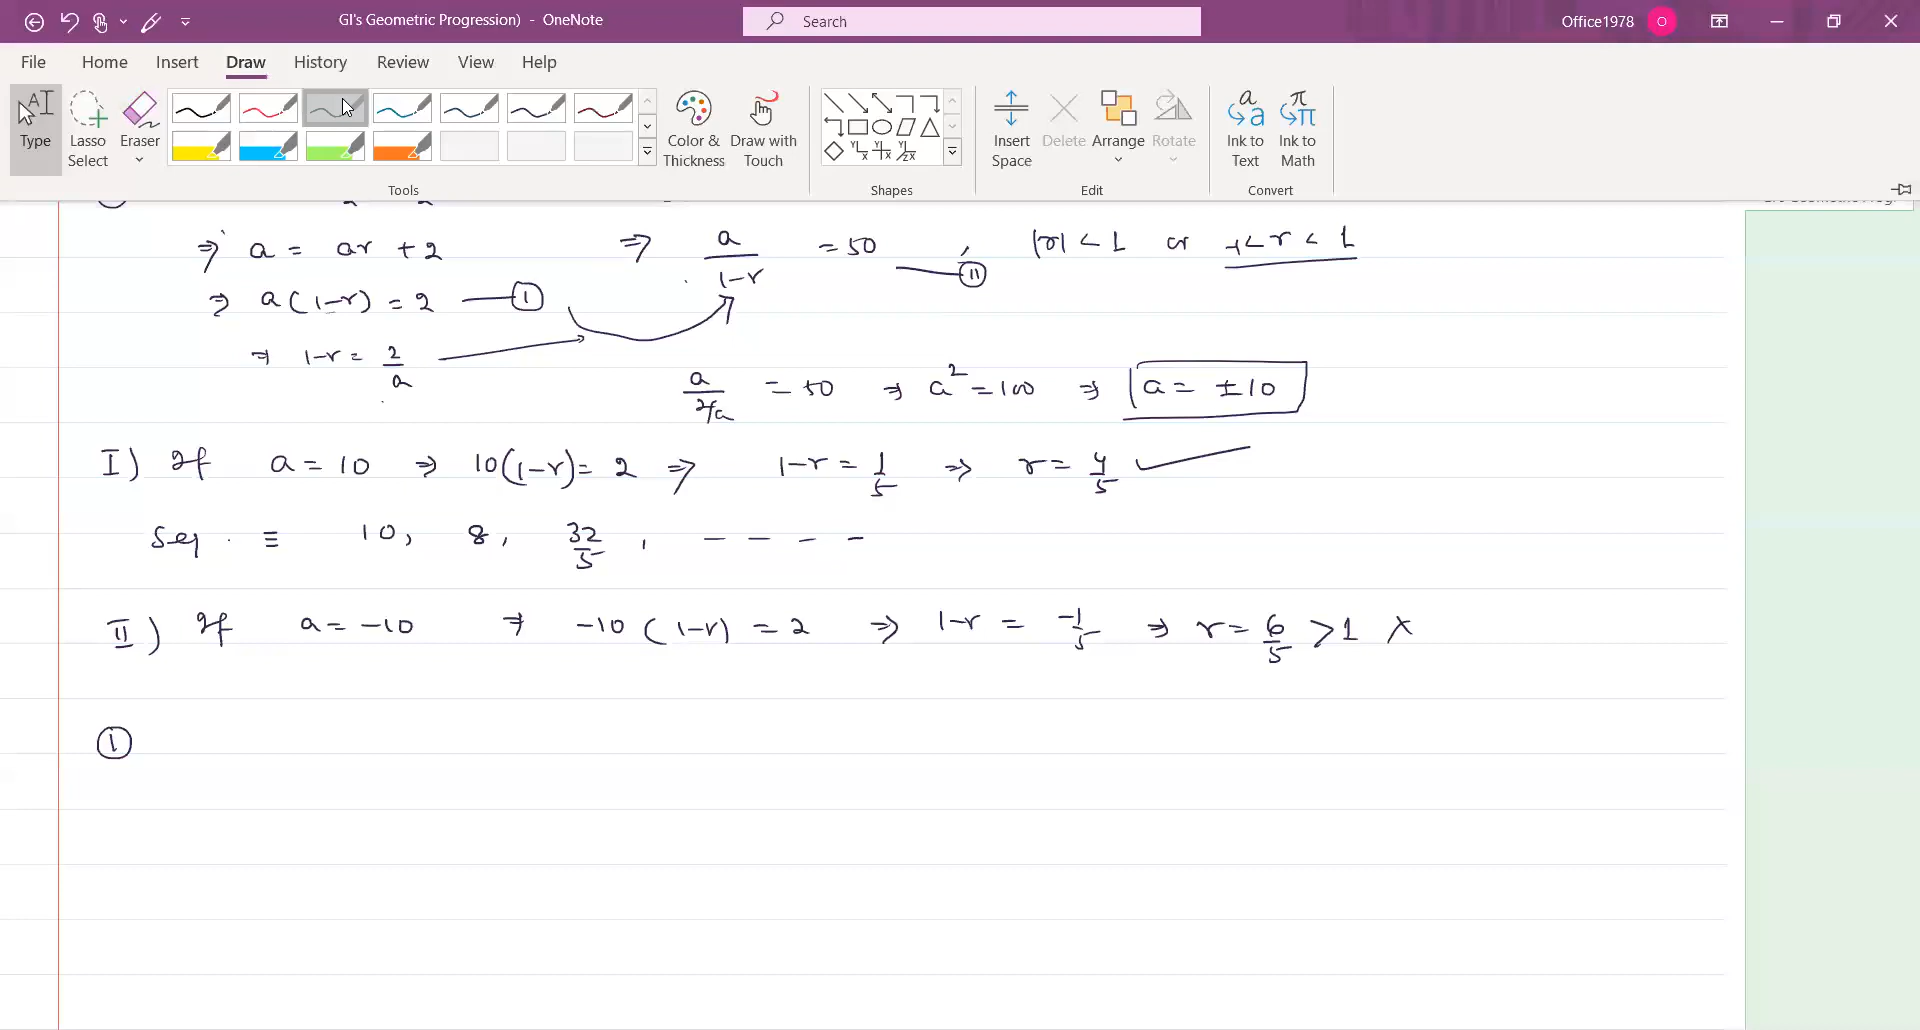 GI's Geometric Progression) - OneNote
Search
Office1978
O
File Home Insert Draw History Review View Help
Type
Lasso Select
Eraser
Color & Thickness
Draw with Touch
Insert Space
Delete
Arrange
Rotate
Ink to Text
Ink to Math
Tools
Shapes
Edit
Convert
⇒ a = ar + 2 ⇒ a/(1-r) = 50 , |r| < 1 or -1 < r < 1
⇒ a(1-r) = 2 — ① — ⑪
⇒ 1-r = 2/a
a/(2/a) = 50 ⇒ a² = 100 ⇒ a = ±10
I) If a = 10 ⇒ 10(1-r) = 2 ⇒ 1-r = 1/5 ⇒ r = 4/5 ✓
Seq. ≡ 10, 8, 32/5, - - - -
II) If a = -10 ⇒ -10(1-r) = 2 ⇒ 1-r = -1/5 ⇒ r = 6/5 > 1 ×
①